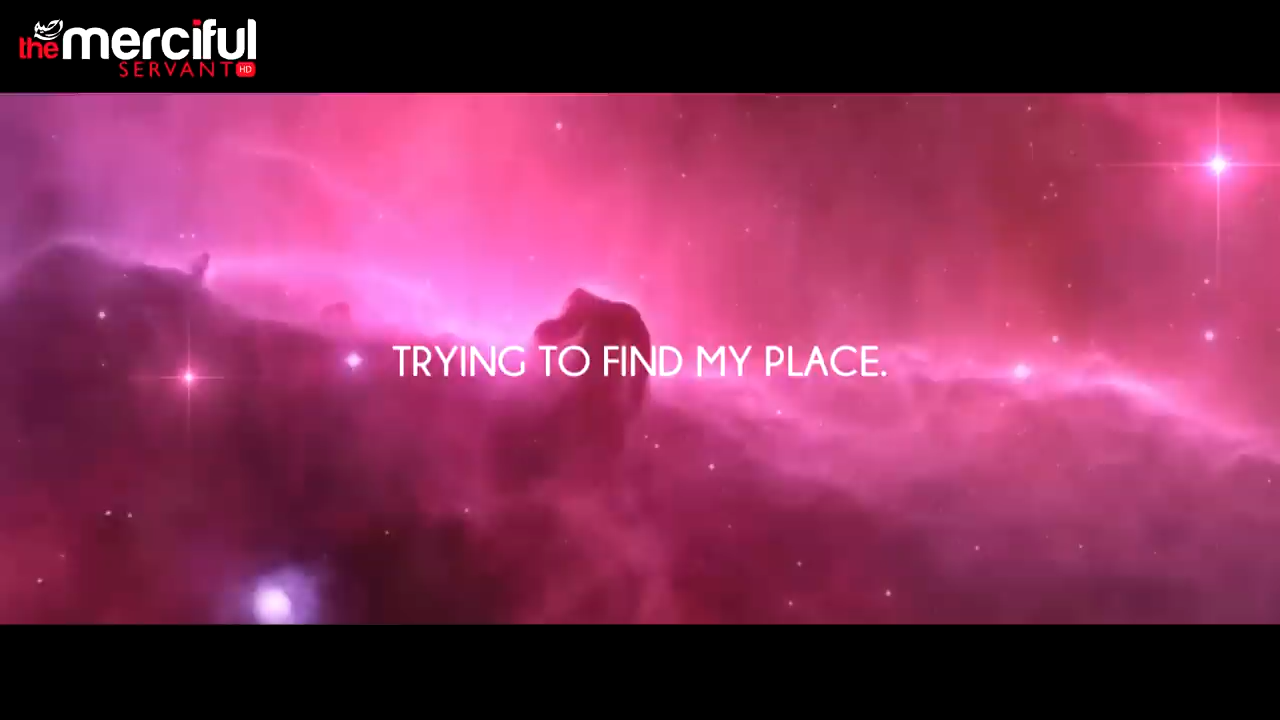 the merciful
SERVANT HD
TRYING TO FIND MY PLACE.